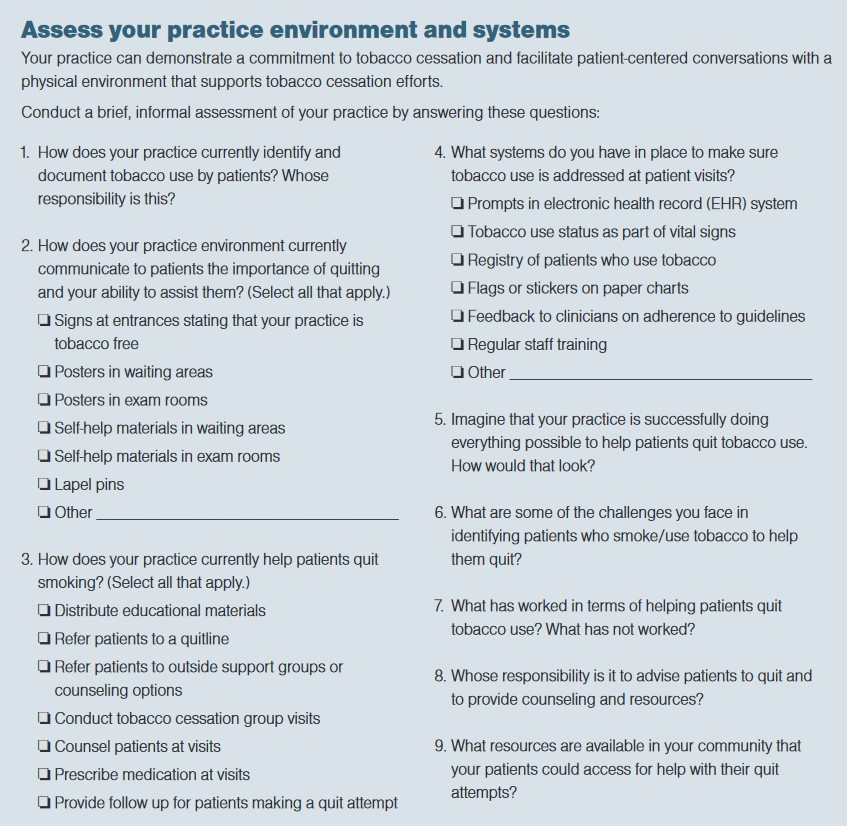 Assess your practice environment and systems
Your practice can demonstrate a commitment to tobacco cessation and facilitate patient-centered conversations with a
physical environment that supports tobacco cessation efforts.
Conduct a brief, informal assessment of your practice by answering these questions:
1. How does your practice currently identify and
document tobacco use by patients? Whose
responsibility is this?
2. How does your practice environment currently
communicate to patients the importance of quitting
and your ability to assist them? (Select all that apply.)
❏ Signs at entrances stating that your practice is
tobacco free
❏ Posters in waiting areas
❏ Posters in exam rooms
❏ Self-help materials in waiting areas
❏ Self-help materials in exam rooms
❏ Lapel pins
❏ Other
3. How does your practice currently help patients quit
smoking? (Select all that apply.)
❏ Distribute educational materials
❏ Refer patients to a quitline
❏ Refer patients to outside support groups or
counseling options
❏ Conduct tobacco cessation group visits
❏ Counsel patients at visits
❏ Prescribe medication at visits
❏ Provide follow up for patients making a quit attempt
4. What systems do you have in place to make sure
tobacco use is addressed at patient visits?
❏ Prompts in electronic health record (EHR) system
❏ Tobacco use status as part of vital signs
❏ Registry of patients who use tobacco
❏ Flags or stickers on paper charts
❏ Feedback to clinicians on adherence to guidelines
❏ Regular staff training
❏ Other
5. Imagine that your practice is successfully doing
everything possible to help patients quit tobacco use.
How would that look?
6. What are some of the challenges you face in
identifying patients who smoke/use tobacco to help
them quit?
7. What has worked in terms of helping patients quit
tobacco use? What has not worked?
8. Whose responsibility is it to advise patients to quit and
to provide counseling and resources?
9. What resources are available in your community that
your patients could access for help with their quit
attempts?